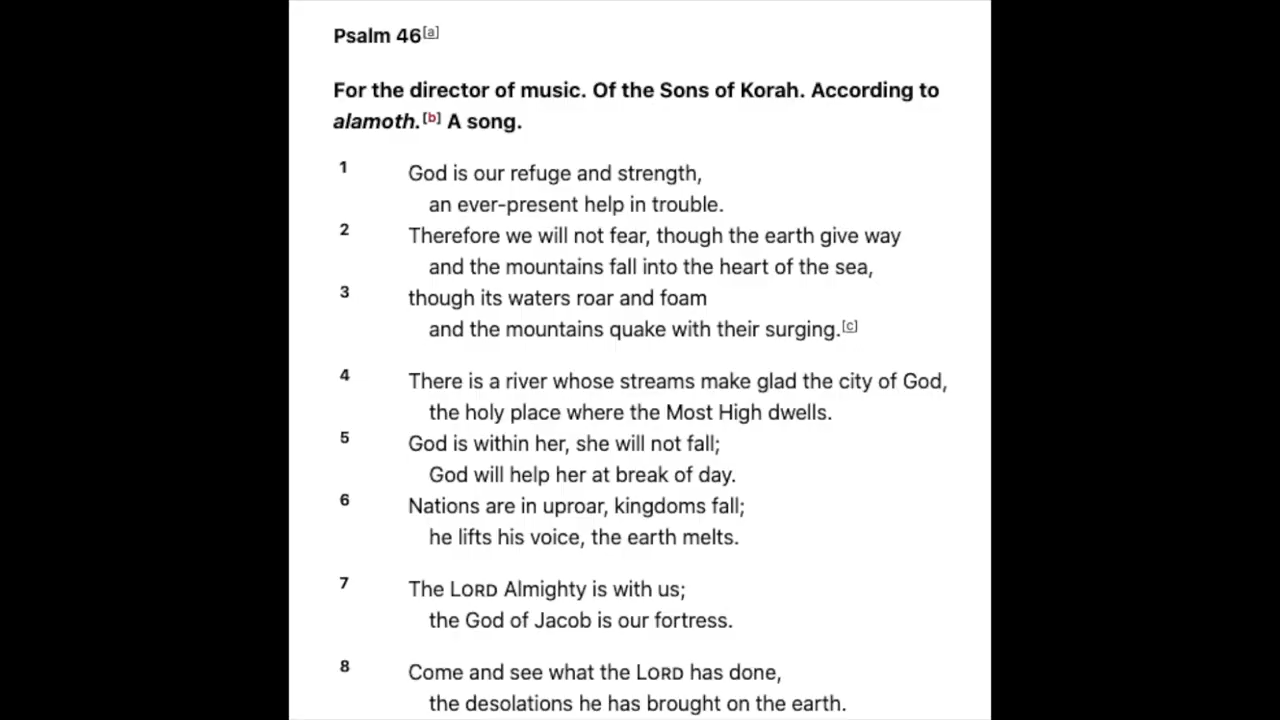 Psalm 46[a]
For the director of music. Of the Sons of Korah. According to
alamoth.[b] A song.
1 God is our refuge and strength,
an ever-present help in trouble.
2 Therefore we will not fear, though the earth give way
and the mountains fall into the heart of the sea,
3 though its waters roar and foam
and the mountains quake with their surging.[c]
4 There is a river whose streams make glad the city of God,
the holy place where the Most High dwells.
5 God is within her, she will not fall;
God will help her at break of day.
6 Nations are in uproar, kingdoms fall;
he lifts his voice, the earth melts.
7 The LORD Almighty is with us;
the God of Jacob is our fortress.
8 Come and see what the LORD has done,
the desolations he has brought on the earth.